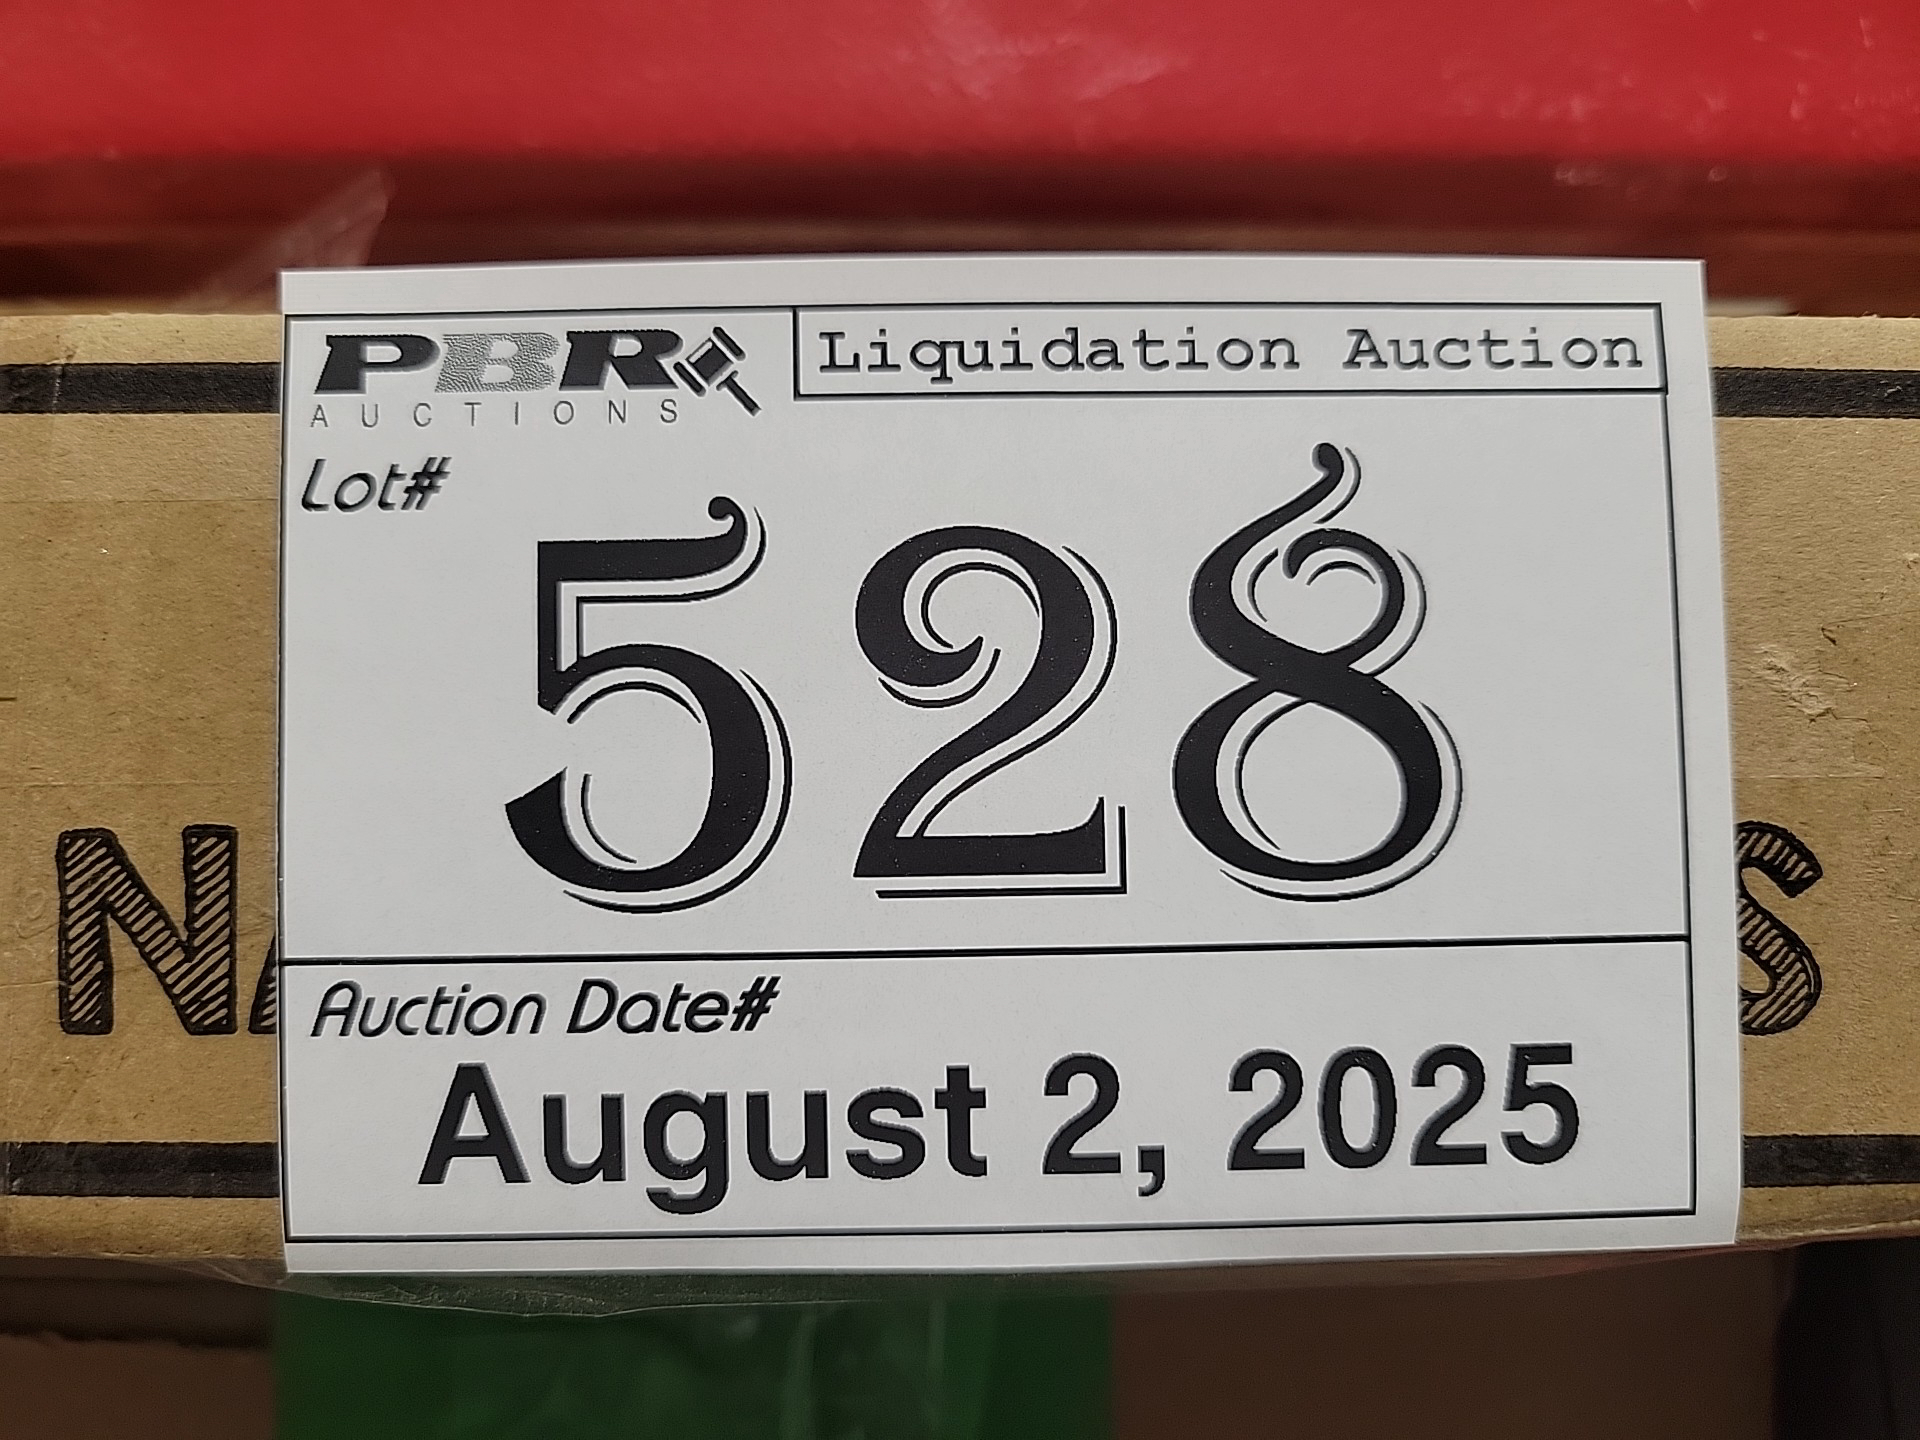 PBR
AUCTIONS
Liquidation Auction
Lot#
528
Auction Date#
August 2, 2025